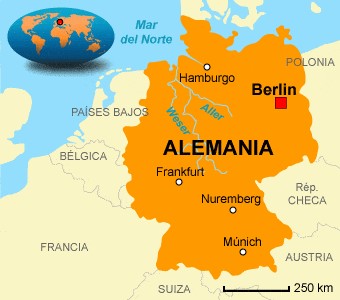 Mar
del Norte
POLONIA
Hamburgo
Berlin
PAÍSES BAJOS
Aller
Weser
ALEMANIA
BÉLGICA
Frankfurt
Rép.
CHECA
Nuremberg
FRANCIA
Múnich
AUSTRIA
SUIZA
250 km